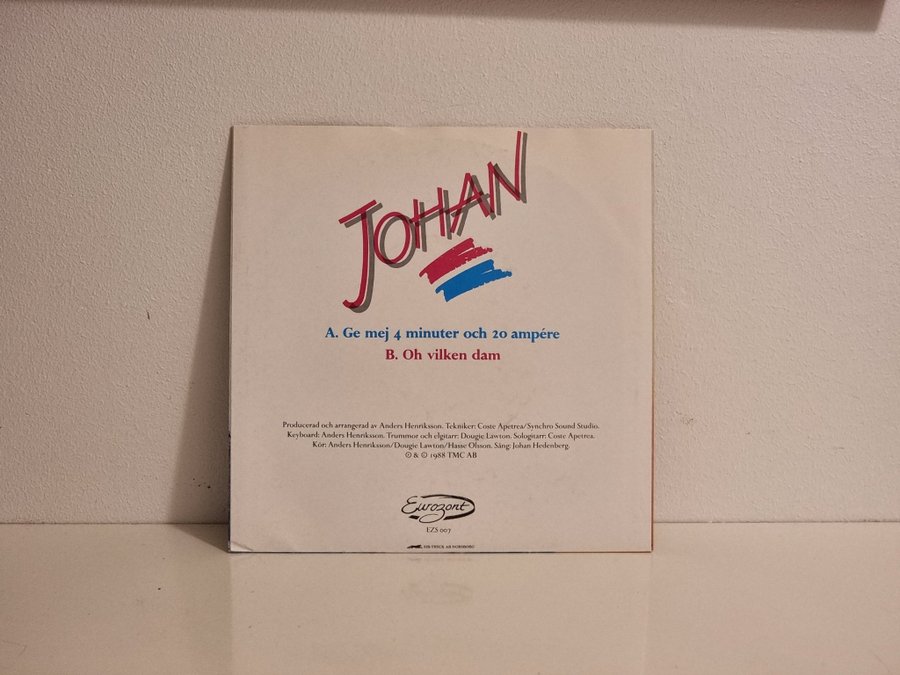 JOHAN
A. Ge mej 4 minuter och 20 ampére
B. Oh vilken dam
Producerad och arrangerad av Anders Henriksson. Tekniker: Coste Apetrea/Synchro Sound Studio.
Keyboard: Anders Henriksson. Trummor och elgitarr: Dougie Lawton. Sologitarr: Coste Apetrea.
Kör: Anders Henriksson/Dougie Lawton/Hasse Olsson. Sång: Johan Hedenberg.
℗ & © 1988 TMC AB
Eurozont
EZS 007
AB NORSBORG